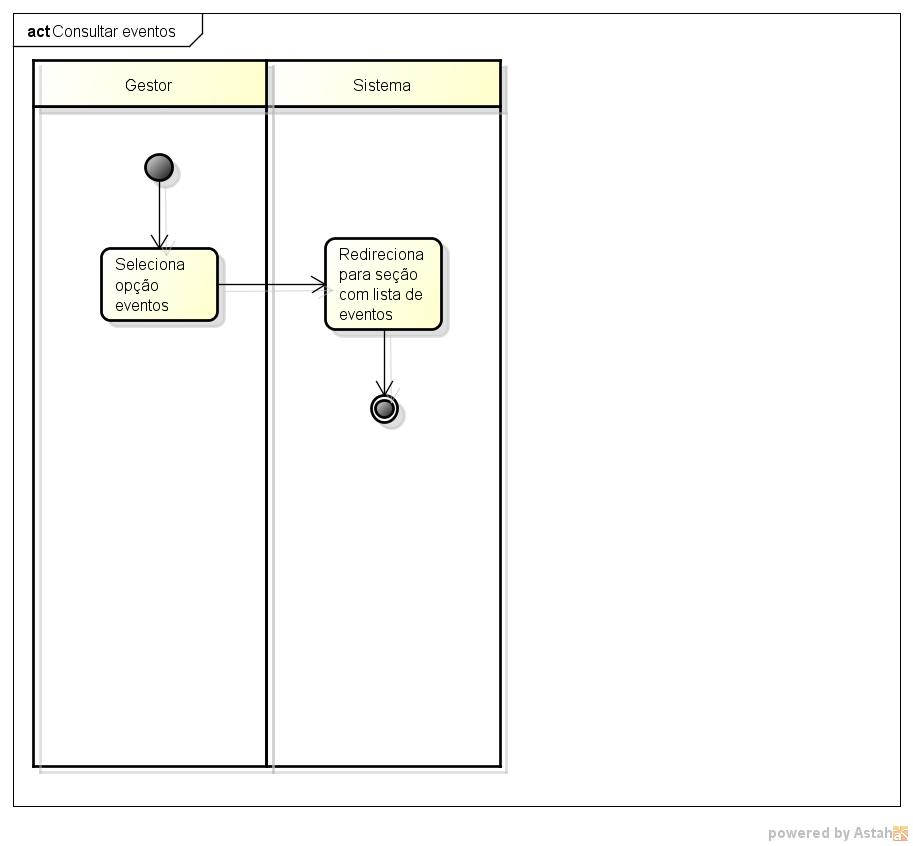 act Consultar eventos
Gestor
Sistema
Seleciona
opção
eventos
Redireciona
para seção
com lista de
eventos
powered by Astah